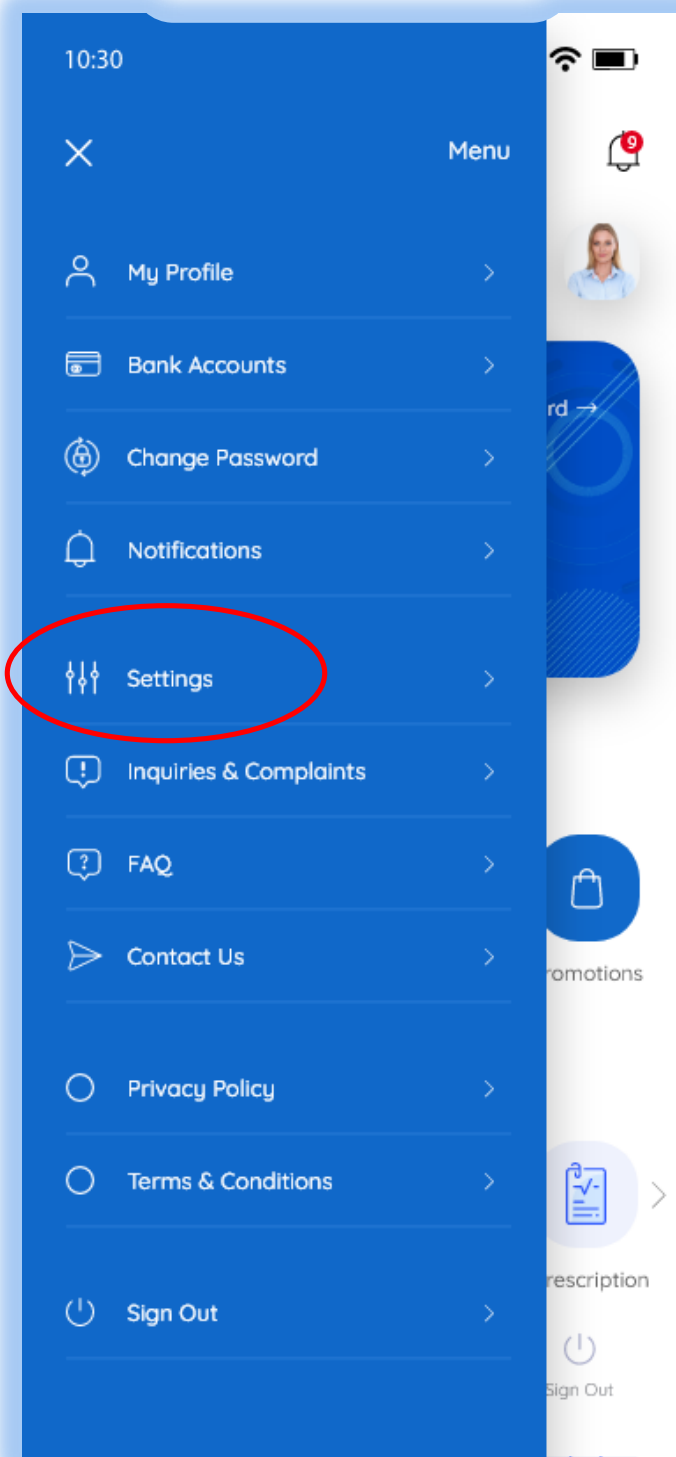 10:30
Menu
9
My Profile
Bank Accounts
rd →
Change Password
Notifications
Settings
Inquiries & Complaints
FAQ
Contact Us
romotions
Privacy Policy
Terms & Conditions
rescription
Sign Out
Sign Out